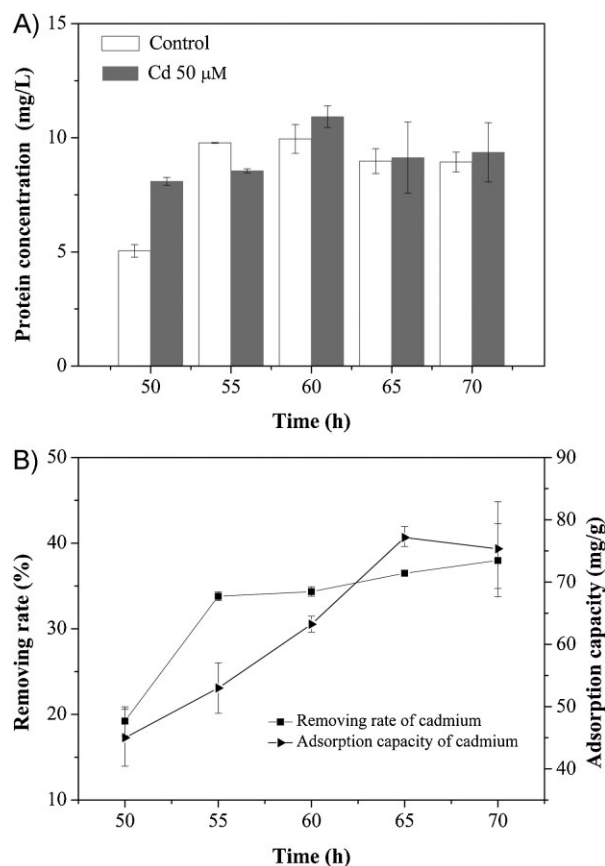 A)
15
10
5
0
Protein concentration (mg/L)
Control
Cd 50 μM
50 55 60 65 70
Time (h)
B)
50
40
30
20
10
Removing rate (%)
90
80
70
60
50
40
Adsorption capacity (mg/g)
Removing rate of cadmium
Adsorption capacity of cadmium
50 55 60 65 70
Time (h)